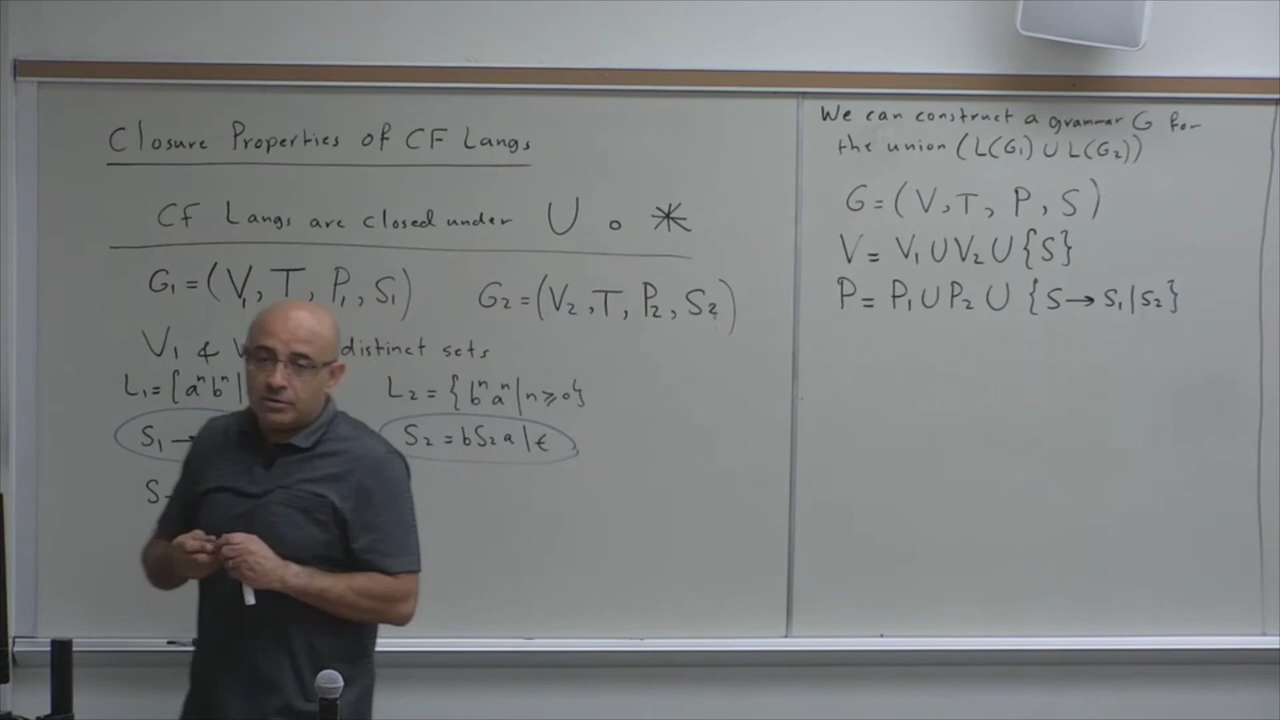 Closure Properties of CF Langs
CF Langs are closed under ∪ ∘ *
G₁=(V₁,T,P₁,S₁) G₂=(V₂,T,P₂,S₂)
V₁ & V distinct sets
L₁={aⁿbⁿ| L₂={bⁿaⁿ|n≥0}
S₁→ S₂=bS₂a|ε
S
We can construct a grammar G for
the union (L(G₁)∪L(G₂))
G=(V,T,P,S)
V=V₁∪V₂∪{S}
P=P₁∪P₂∪{S→S₁|S₂}